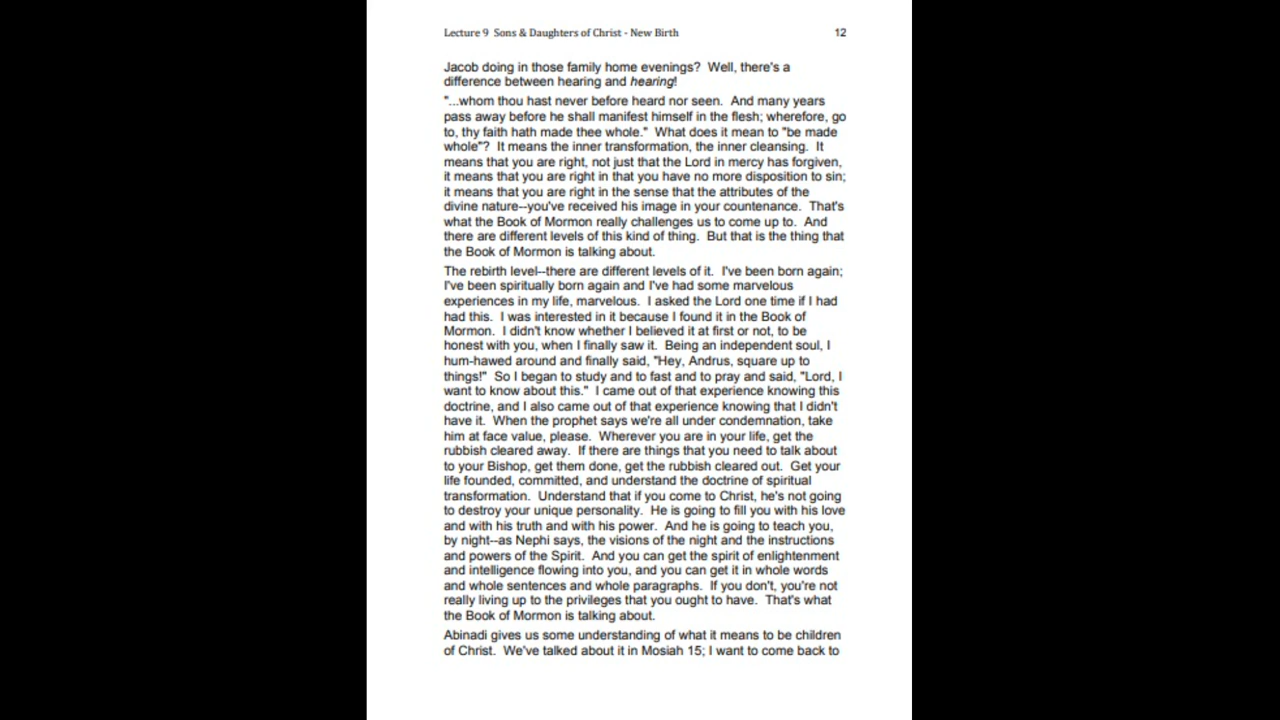 Lecture 9 Sons & Daughters of Christ - New Birth 12
Jacob doing in those family home evenings? Well, there's a
difference between hearing and hearing!
"...whom thou hast never before heard nor seen. And many years
pass away before he shall manifest himself in the flesh; wherefore, go
to, thy faith hath made thee whole." What does it mean to "be made
whole"? It means the inner transformation, the inner cleansing. It
means that you are right, not just that the Lord in mercy has forgiven,
it means that you are right in that you have no more disposition to sin;
it means that you are right in the sense that the attributes of the
divine nature--you've received his image in your countenance. That's
what the Book of Mormon really challenges us to come up to. And
there are different levels of this kind of thing. But that is the thing that
the Book of Mormon is talking about.
The rebirth level--there are different levels of it. I've been born again;
I've been spiritually born again and I've had some marvelous
experiences in my life, marvelous. I asked the Lord one time if I had
had this. I was interested in it because I found it in the Book of
Mormon. I didn't know whether I believed it at first or not, to be
honest with you, when I finally saw it. Being an independent soul, I
hum-hawed around and finally said, "Hey, Andrus, square up to
things!" So I began to study and to fast and to pray and said, "Lord, I
want to know about this." I came out of that experience knowing this
doctrine, and I also came out of that experience knowing that I didn't
have it. When the prophet says we're all under condemnation, take
him at face value, please. Wherever you are in your life, get the
rubbish cleared away. If there are things that you need to talk about
to your Bishop, get them done, get the rubbish cleared out. Get your
life founded, committed, and understand the doctrine of spiritual
transformation. Understand that if you come to Christ, he's not going
to destroy your unique personality. He is going to fill you with his love
and with his truth and with his power. And he is going to teach you,
by night--as Nephi says, the visions of the night and the instructions
and powers of the Spirit. And you can get the spirit of enlightenment
and intelligence flowing into you, and you can get it in whole words
and whole sentences and whole paragraphs. If you don't, you're not
really living up to the privileges that you ought to have. That's what
the Book of Mormon is talking about.
Abinadi gives us some understanding of what it means to be children
of Christ. We've talked about it in Mosiah 15; I want to come back to